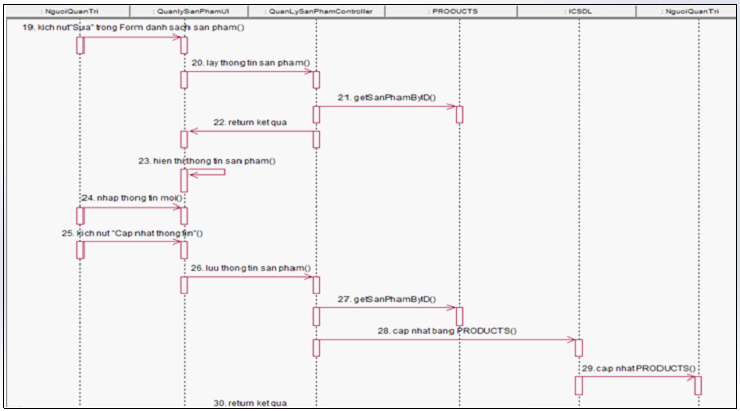 : NguoiQuanTri : QuanlySanPhamUI : QuanLySanPhamController : PRODUCTS : ICSDL : NguoiQuanTri
19. kich nut"Sua" trong Form danh sach san pham()
20. lay thong tin san pham()
21. getSanPhamByID()
22. return ket qua
23. hien thi thong tin san pham()
24. nhap thong tin moi()
25. kich nut "Cap nhat thong tin"()
26. luu thong tin san pham()
27. getSanPhamByID()
28. cap nhat bang PRODUCTS()
29. cap nhat PRODUCTS()
30. return ket qua